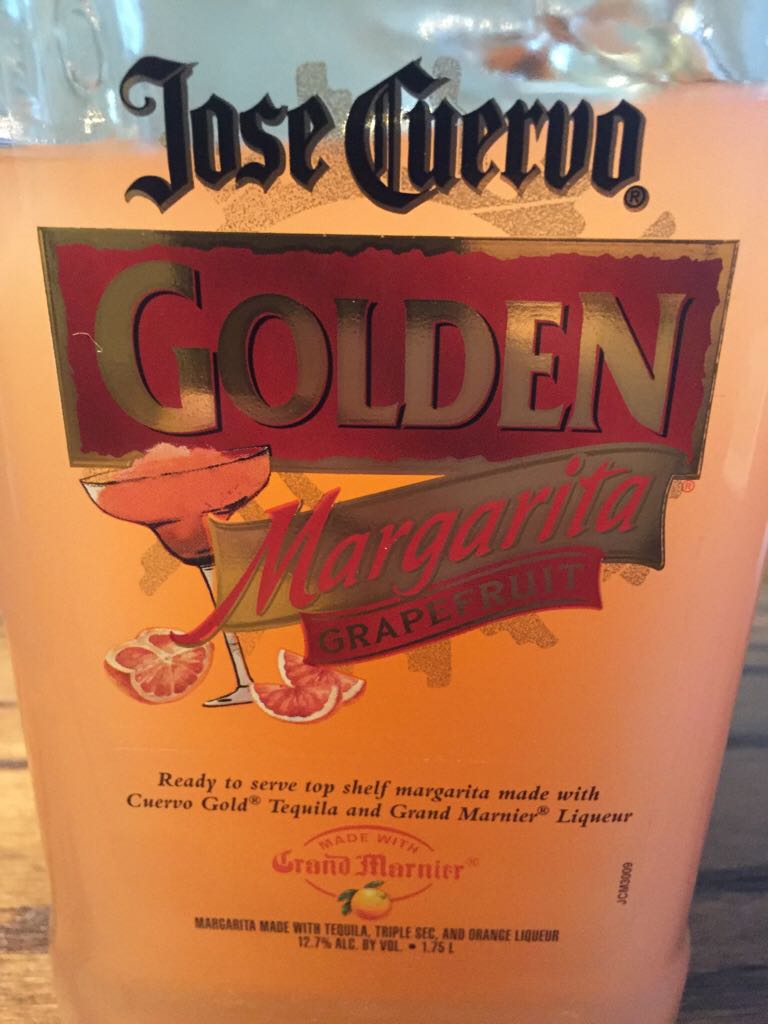 Jose Cuervo®
GOLDEN
Margarita®
GRAPEFRUIT
Ready to serve top shelf margarita made with
Cuervo Gold® Tequila and Grand Marnier® Liqueur
MADE WITH
Grand Marnier®
MARGARITA MADE WITH TEQUILA, TRIPLE SEC, AND ORANGE LIQUEUR
12.7% ALC. BY VOL. • 1.75 L
JCM3009